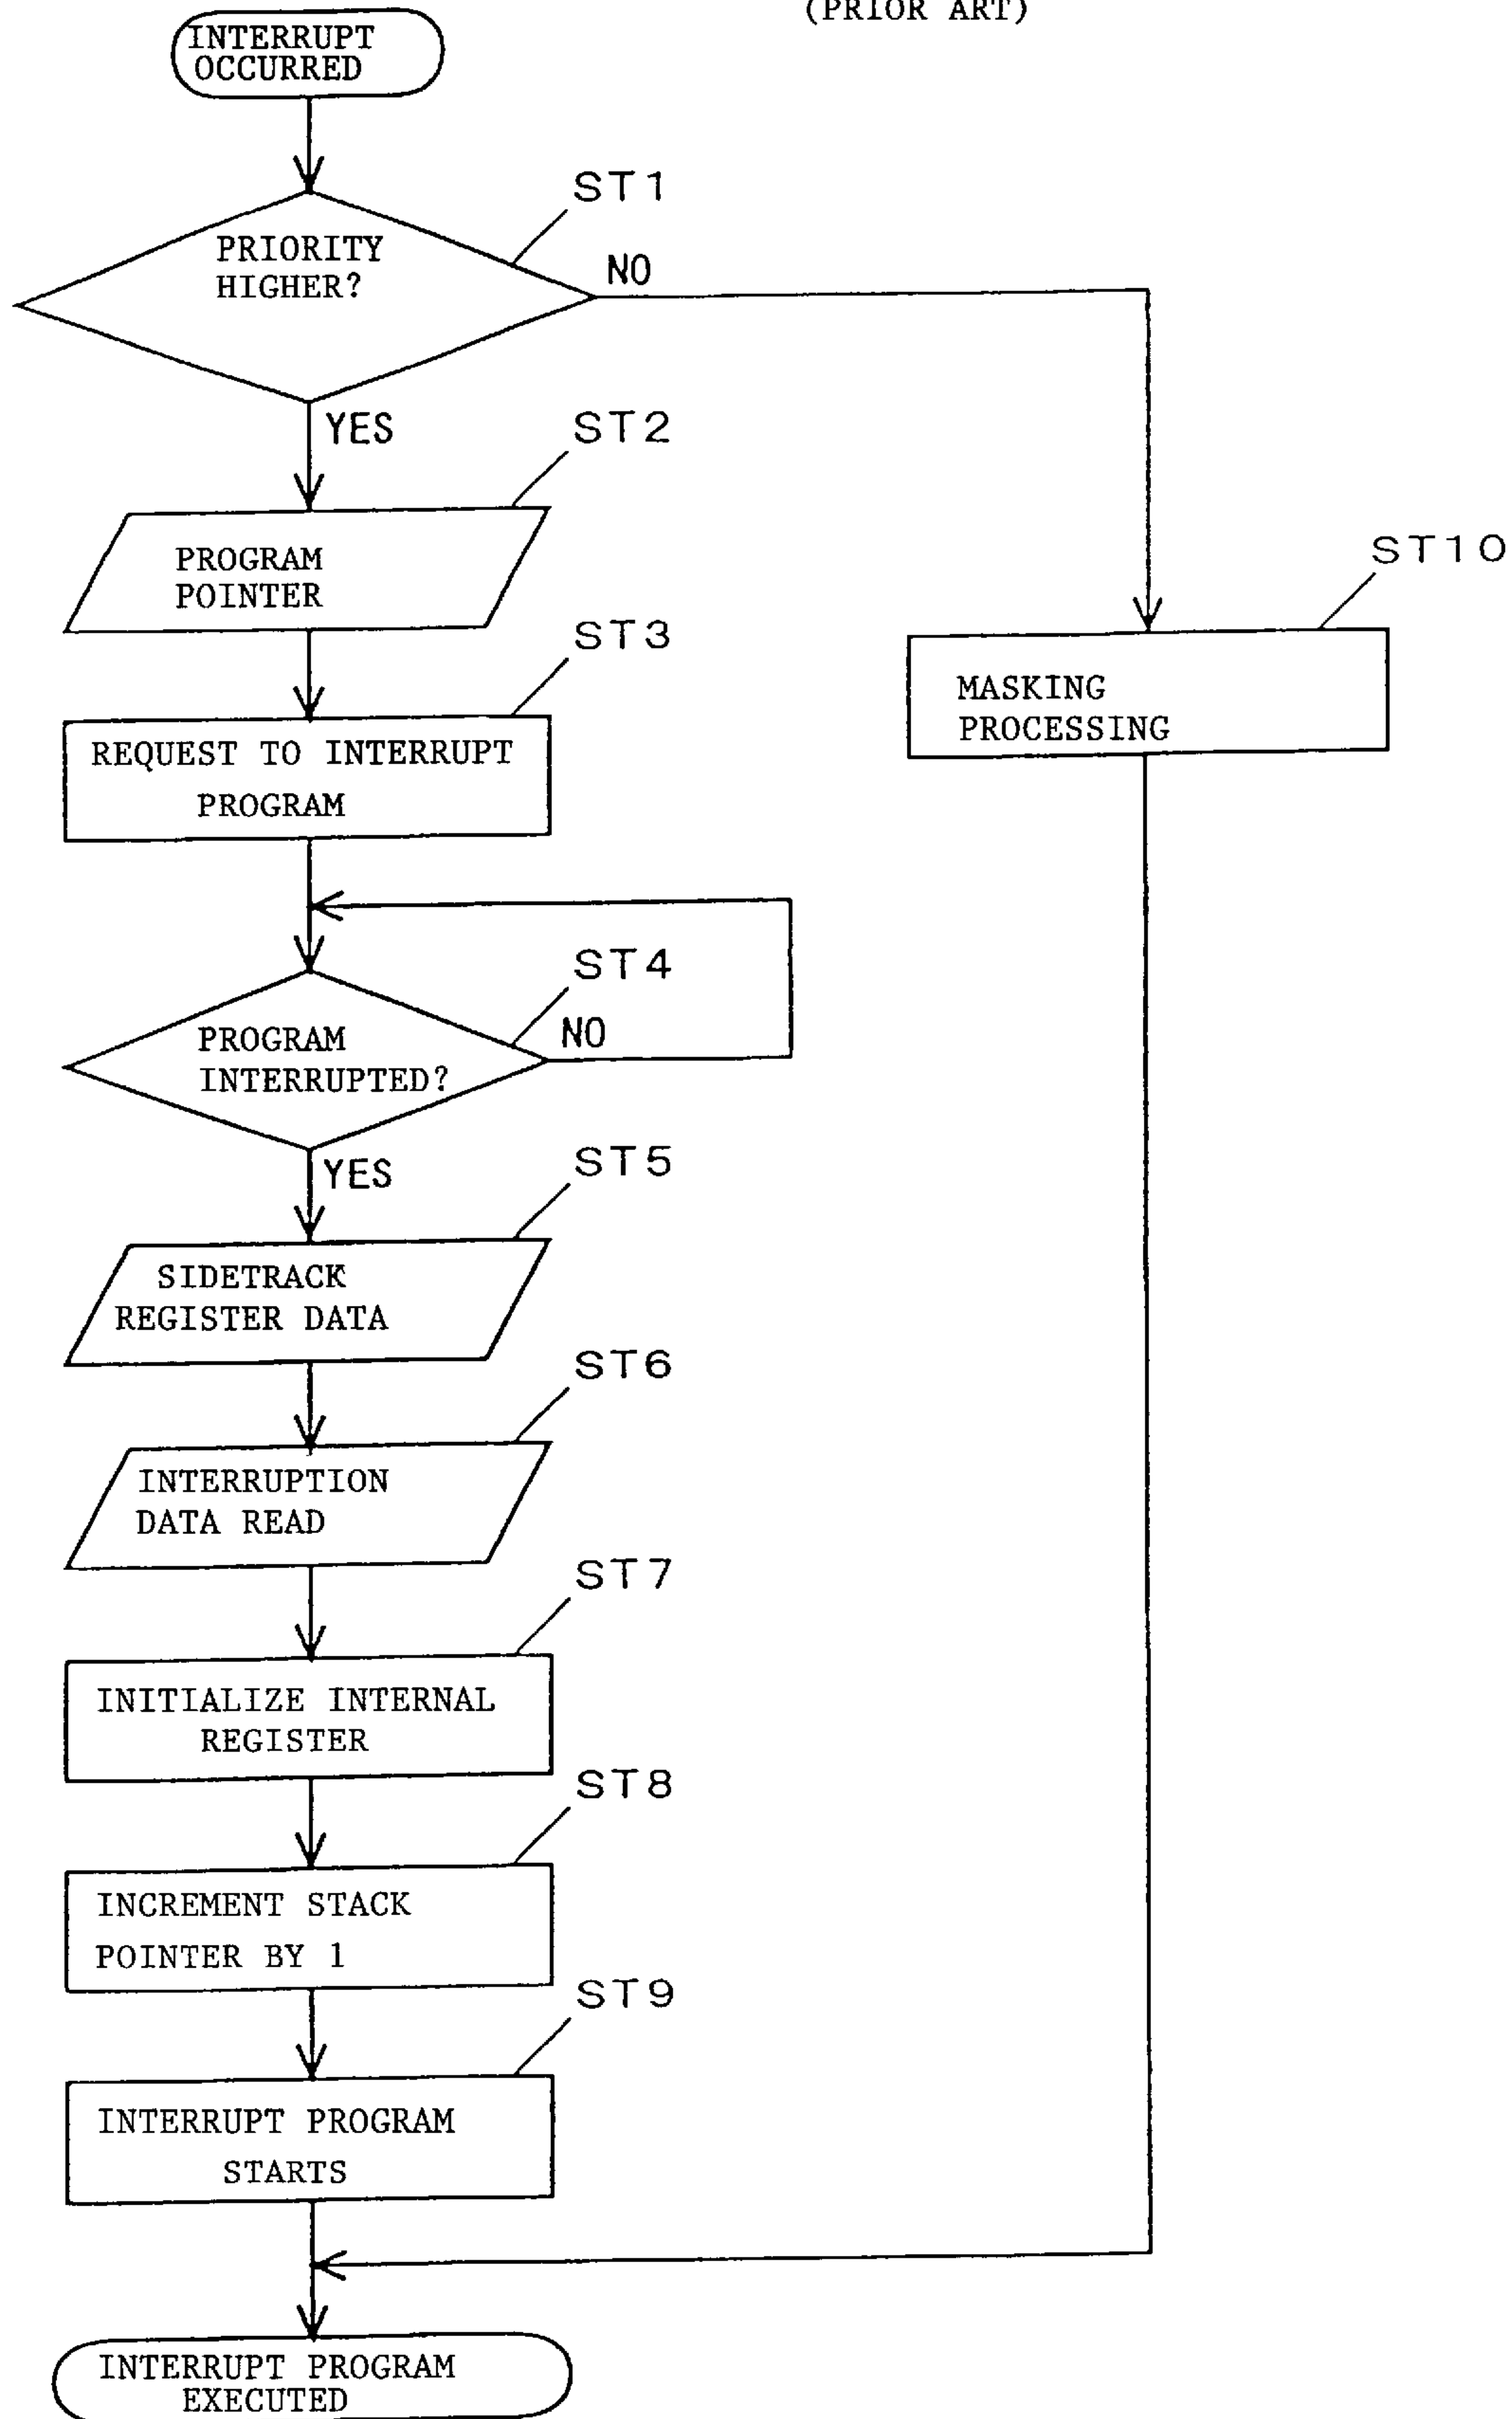 (PRIOR ART)
INTERRUPT
OCCURRED
ST1
PRIORITY
HIGHER?
NO
YES
ST2
PROGRAM
POINTER
ST10
MASKING
PROCESSING
ST3
REQUEST TO INTERRUPT
PROGRAM
ST4
PROGRAM
INTERRUPTED?
NO
YES
ST5
SIDETRACK
REGISTER DATA
ST6
INTERRUPTION
DATA READ
ST7
INITIALIZE INTERNAL
REGISTER
ST8
INCREMENT STACK
POINTER BY 1
ST9
INTERRUPT PROGRAM
STARTS
INTERRUPT PROGRAM
EXECUTED